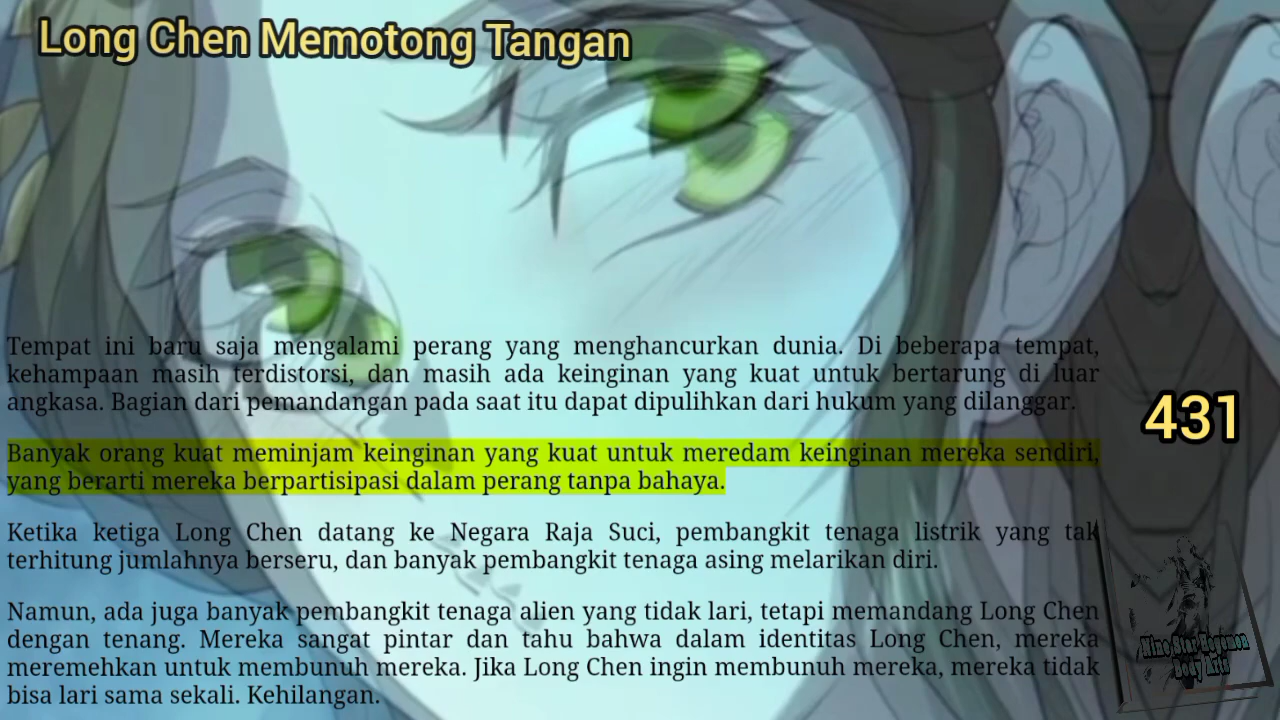 Long Chen Memotong Tangan
Tempat ini baru saja mengalami perang yang menghancurkan dunia. Di beberapa tempat,
kehampaan masih terdistorsi, dan masih ada keinginan yang kuat untuk bertarung di luar
angkasa. Bagian dari pemandangan pada saat itu dapat dipulihkan dari hukum yang dilanggar.
431
Banyak orang kuat meminjam keinginan yang kuat untuk meredam keinginan mereka sendiri,
yang berarti mereka berpartisipasi dalam perang tanpa bahaya.
Ketika ketiga Long Chen datang ke Negara Raja Suci, pembangkit tenaga listrik yang tak
terhitung jumlahnya berseru, dan banyak pembangkit tenaga asing melarikan diri.
Namun, ada juga banyak pembangkit tenaga alien yang tidak lari, tetapi memandang Long Chen
dengan tenang. Mereka sangat pintar dan tahu bahwa dalam identitas Long Chen, mereka
meremehkan untuk membunuh mereka. Jika Long Chen ingin membunuh mereka, mereka tidak
bisa lari sama sekali. Kehilangan.
Nine Star Hegemon
Body Arts